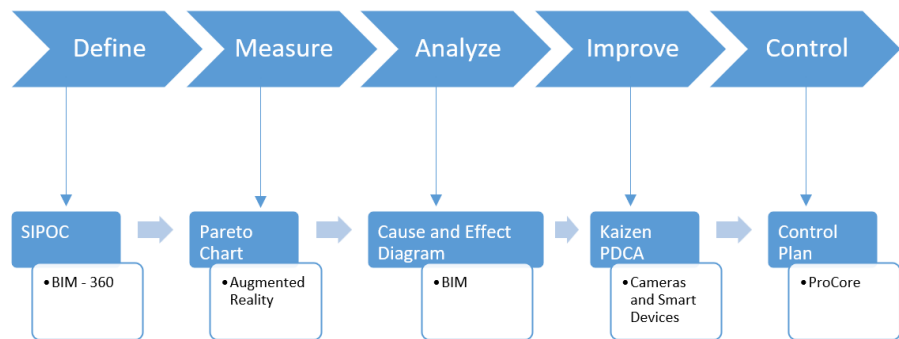 Define
Measure
Analyze
Improve
Control
SIPOC
•BIM - 360
Pareto
Chart
•Augmented
Reality
Cause and Effect
Diagram
•BIM
Kaizen
PDCA
•Cameras
and Smart
Devices
Control
Plan
•ProCore